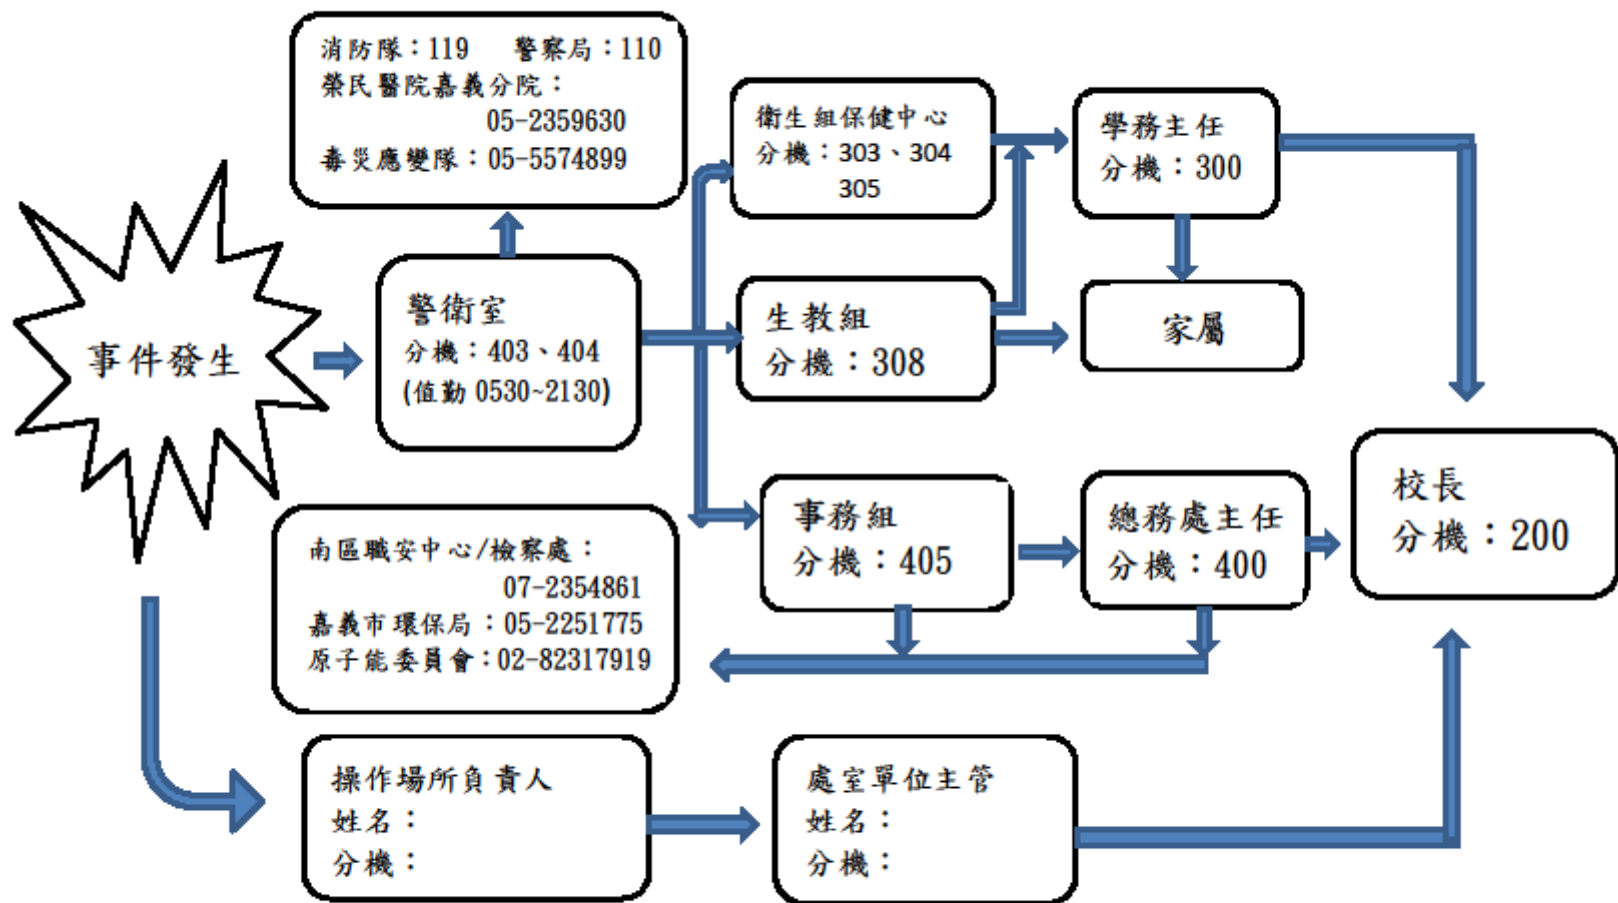 消防隊：119　警察局：110
榮民醫院嘉義分院：
05-2359630
毒災應變隊：05-5574899
衛生組保健中心
分機：303、304
305
學務主任
分機：300
事件發生
警衛室
分機：403、404
(值勤 0530~2130)
生教組
分機：308
家屬
南區職安中心/檢察處：
07-2354861
嘉義市環保局：05-2251775
原子能委員會：02-82317919
事務組
分機：405
總務處主任
分機：400
校長
分機：200
操作場所負責人
姓名：
分機：
處室單位主管
姓名：
分機：